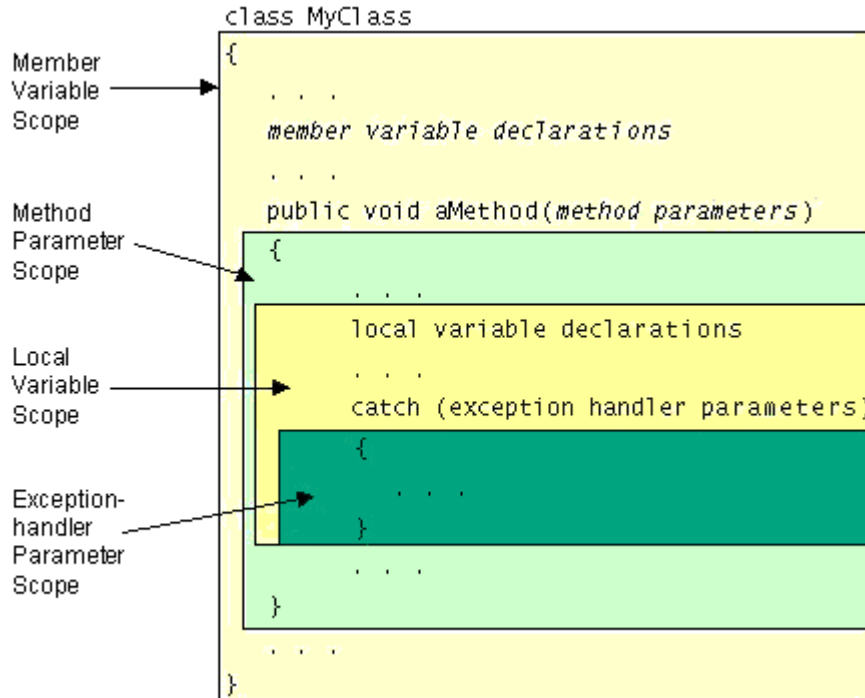 class MyClass
{
. . .
member variable declarations
. . .
public void aMethod(method parameters)
{
. . .
local variable declarations
. . .
catch (exception handler parameters)
{
. . .
}
. . .
}
. . .
}
Member
Variable
Scope
Method
Parameter
Scope
Local
Variable
Scope
Exception-
handler
Parameter
Scope